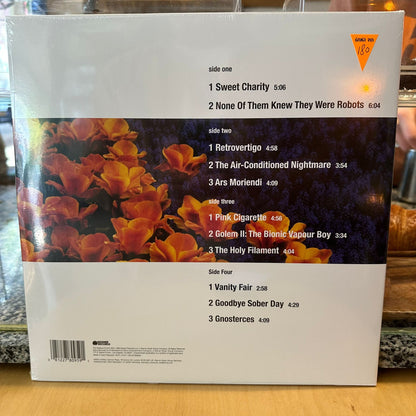 180
side one
1 Sweet Charity 5:06
2 None Of Them Knew They Were Robots 6:04
side two
1 Retrovertigo 4:58
2 The Air-Conditioned Nightmare 3:54
3 Ars Moriendi 4:09
side three
1 Pink Cigarette 4:56
2 Golem II: The Bionic Vapour Boy 3:34
3 The Holy Filament 4:04
Side Four
1 Vanity Fair 2:58
2 Goodbye Sober Day 4:29
3 Gnosterces 4:09